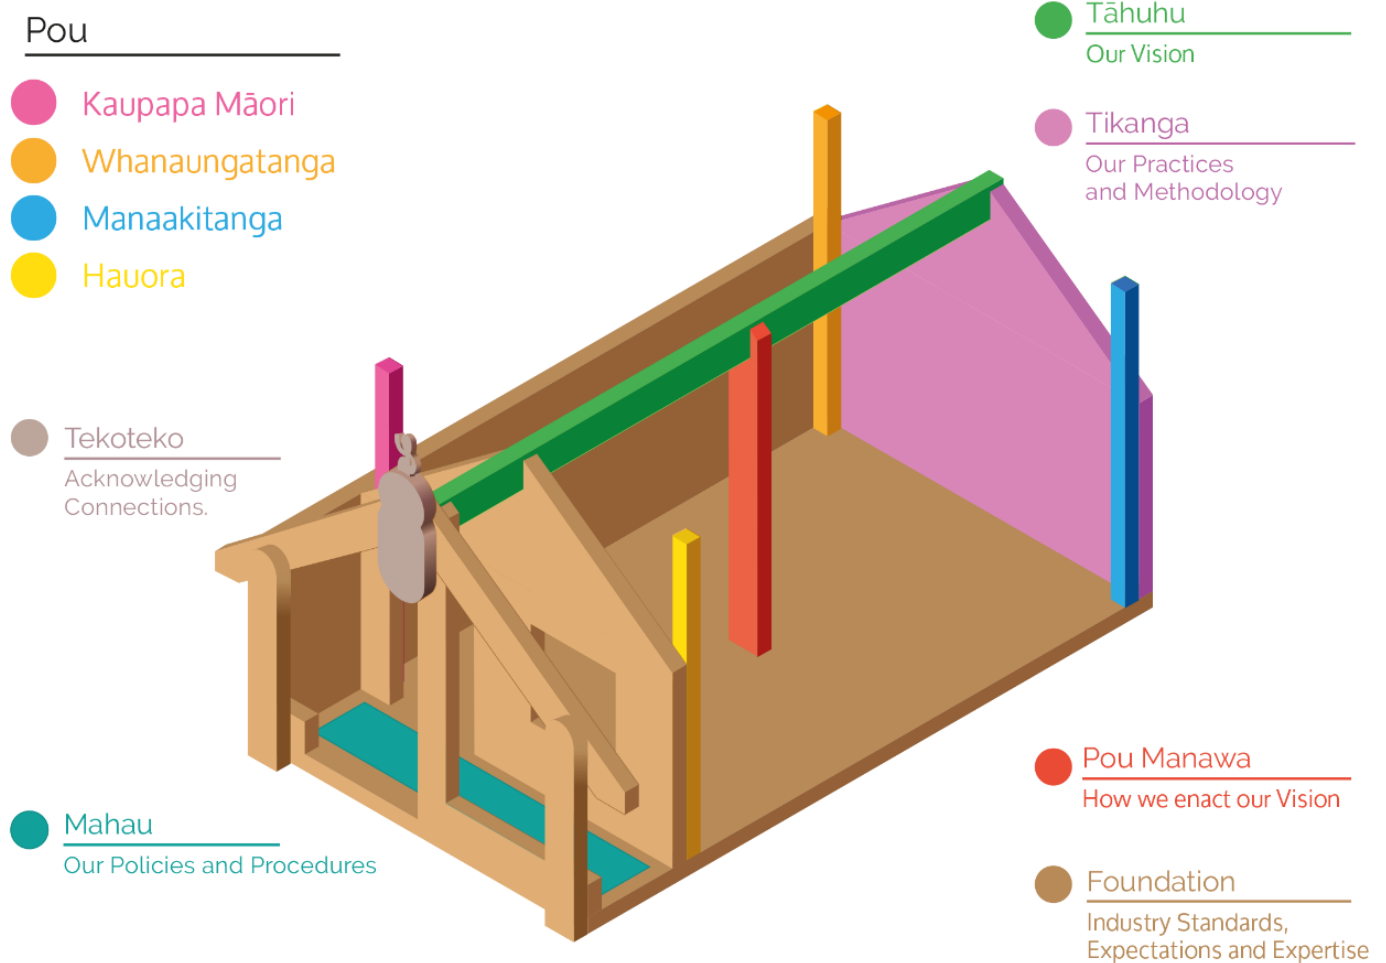 Pou
Kaupapa Māori
Whanaungatanga
Manaakitanga
Hauora
Tekoteko
Acknowledging
Connections.
Mahau
Our Policies and Procedures
Tāhuhu
Our Vision
Tikanga
Our Practices
and Methodology
Pou Manawa
How we enact our Vision
Foundation
Industry Standards,
Expectations and Expertise